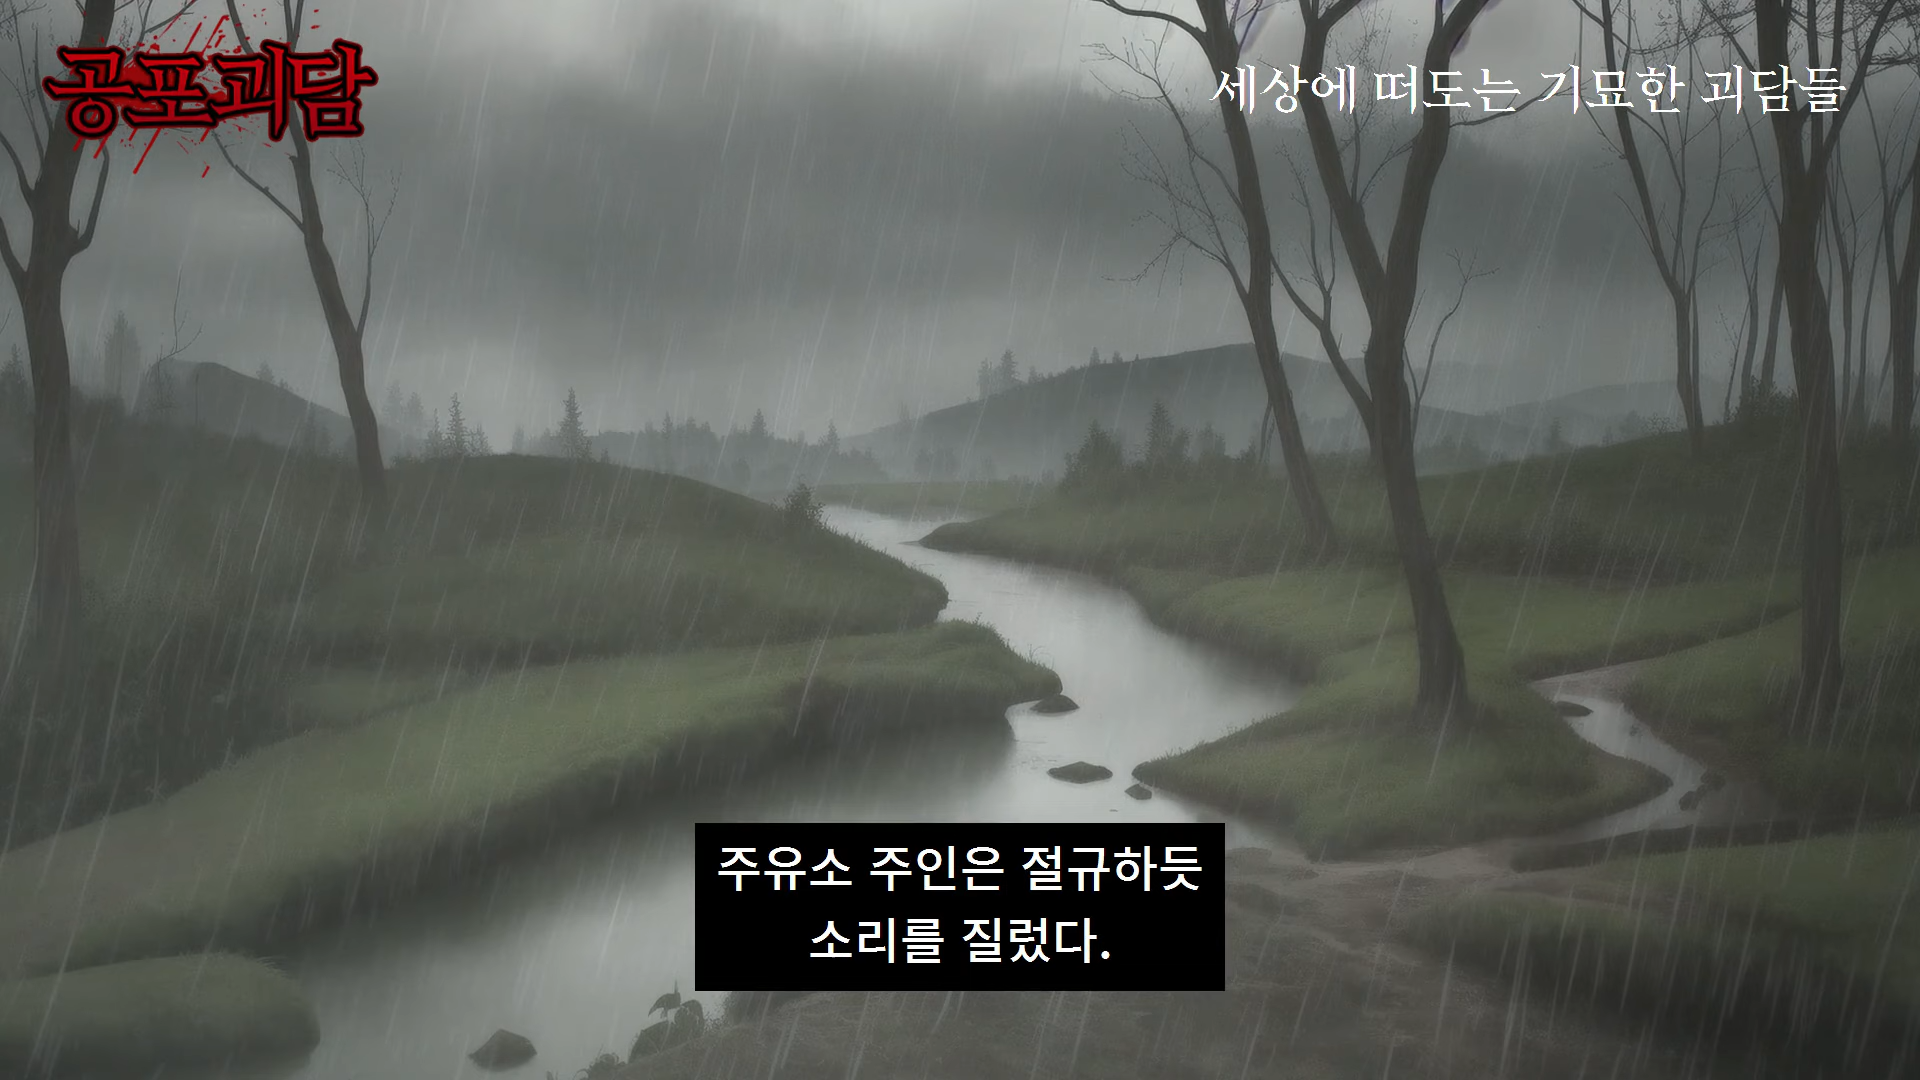 공포괴담
세상에 떠도는 기묘한 괴담들
주유소 주인은 절규하듯
소리를 질렀다.